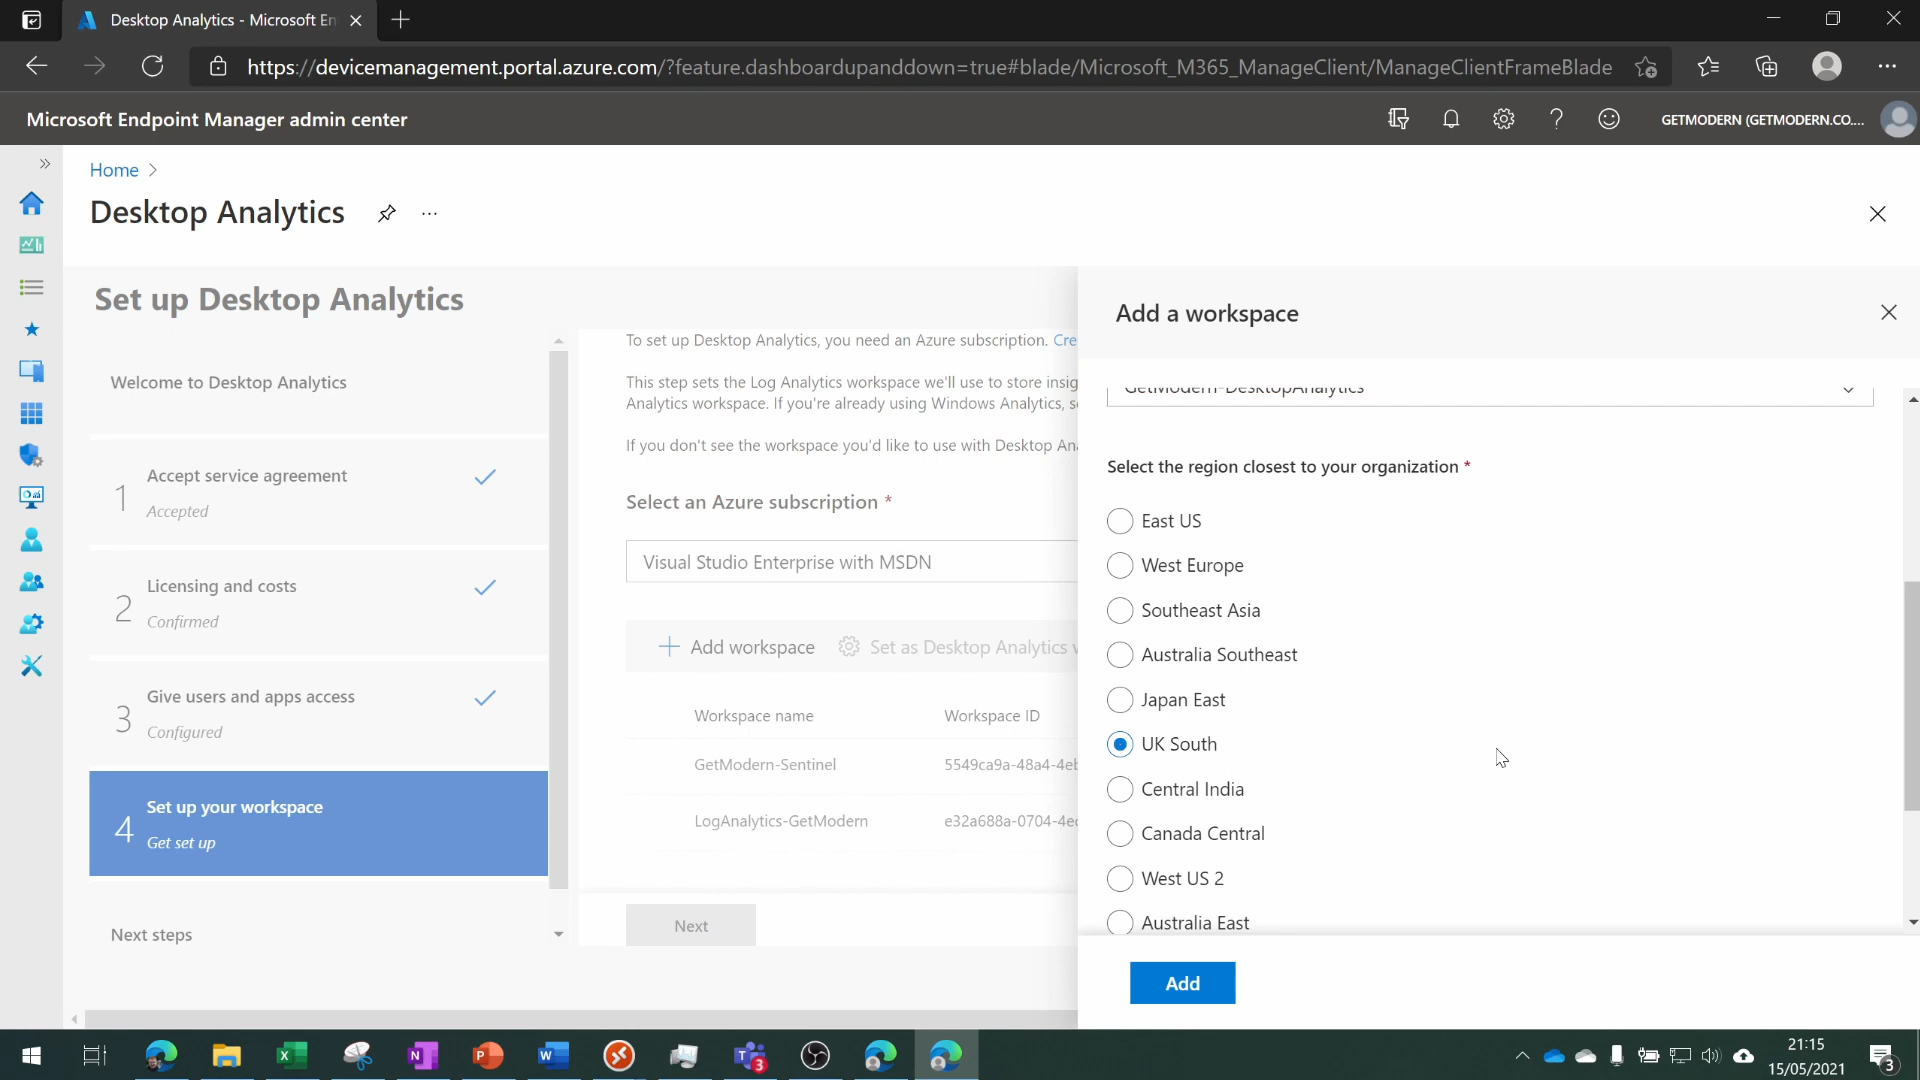 Desktop Analytics - Microsoft En
https://devicemanagement.portal.azure.com/?feature.dashboardupanddown=true#blade/Microsoft_M365_ManageClient/ManageClientFrameBlade
Microsoft Endpoint Manager admin center
GETMODERN (GETMODERN.CO....
Home
Desktop Analytics
Set up Desktop Analytics
Welcome to Desktop Analytics
1
Accept service agreement
Accepted
2
Licensing and costs
Confirmed
3
Give users and apps access
Configured
4
Set up your workspace
Get set up
Next steps
To set up Desktop Analytics, you need an Azure subscription. Cre
This step sets the Log Analytics workspace we'll use to store insig
Analytics workspace. If you're already using Windows Analytics, s
If you don't see the workspace you'd like to use with Desktop An
Select an Azure subscription *
Visual Studio Enterprise with MSDN
Add workspace
Set as Desktop Analytics
Workspace name
Workspace ID
GetModern-Sentinel
5549ca9a-48a4-4eb
LogAnalytics-GetModern
e32a688a-0704-4ec
Next
Add a workspace
GetModern-DesktopAnalytics
Select the region closest to your organization *
East US
West Europe
Southeast Asia
Australia Southeast
Japan East
UK South
Central India
Canada Central
West US 2
Australia East
Add
21:15
15/05/2021
3
3